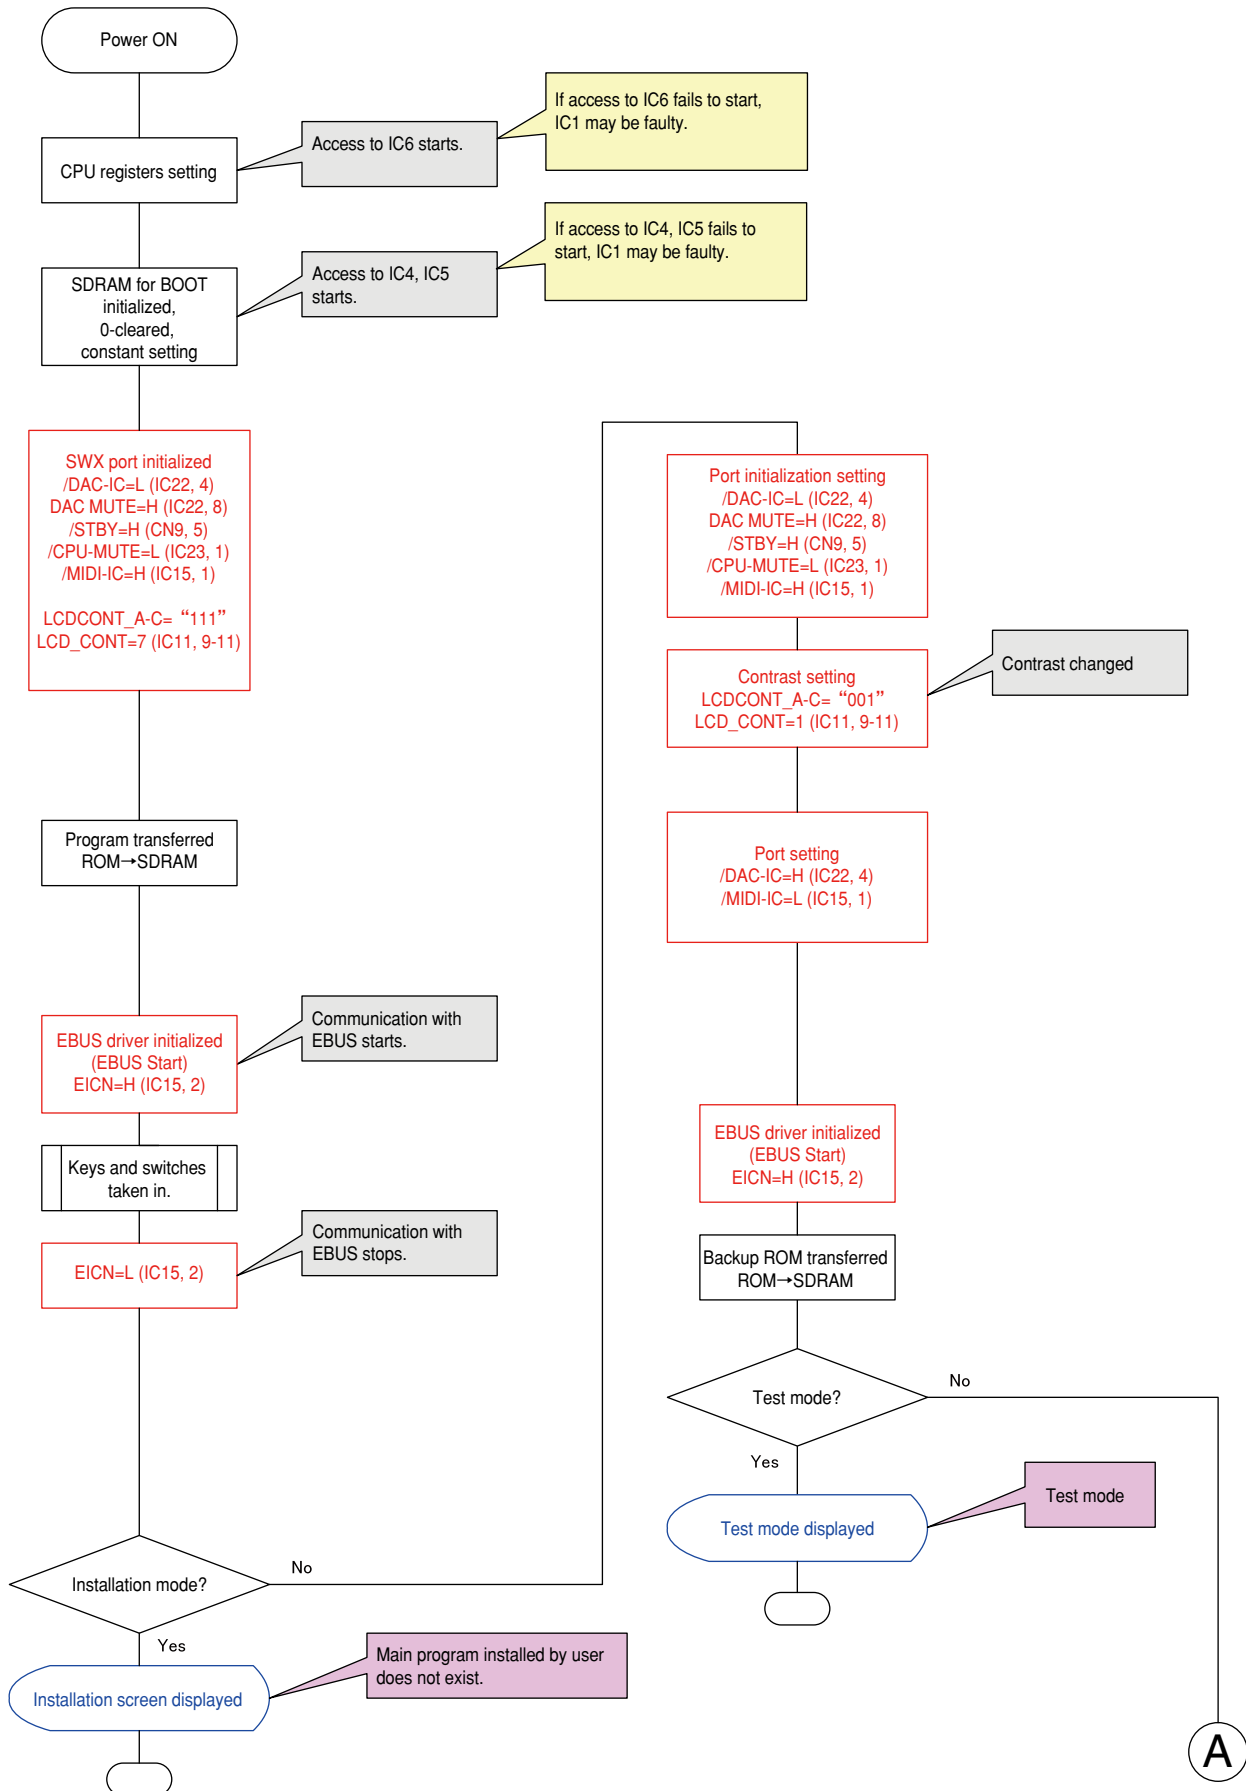 Power ON
CPU registers setting
Access to IC6 starts.
If access to IC6 fails to start,
IC1 may be faulty.
SDRAM for BOOT
initialized,
0-cleared,
constant setting
Access to IC4, IC5
starts.
If access to IC4, IC5 fails to
start, IC1 may be faulty.
SWX port initialized
/DAC-IC=L (IC22, 4)
DAC MUTE=H (IC22, 8)
/STBY=H (CN9, 5)
/CPU-MUTE=L (IC23, 1)
/MIDI-IC=H (IC15, 1)
LCDCONT_A-C= “111”
LCD_CONT=7 (IC11, 9-11)
Program transferred
ROM→SDRAM
EBUS driver initialized
(EBUS Start)
EICN=H (IC15, 2)
Communication with
EBUS starts.
Keys and switches
taken in.
EICN=L (IC15, 2)
Communication with
EBUS stops.
Installation mode?
No
Yes
Installation screen displayed
Main program installed by user
does not exist.
Port initialization setting
/DAC-IC=L (IC22, 4)
DAC MUTE=H (IC22, 8)
/STBY=H (CN9, 5)
/CPU-MUTE=L (IC23, 1)
/MIDI-IC=H (IC15, 1)
Contrast setting
LCDCONT_A-C= “001”
LCD_CONT=1 (IC11, 9-11)
Contrast changed
Port setting
/DAC-IC=H (IC22, 4)
/MIDI-IC=L (IC15, 1)
EBUS driver initialized
(EBUS Start)
EICN=H (IC15, 2)
Backup ROM transferred
ROM→SDRAM
Test mode?
No
Yes
Test mode displayed
Test mode
A